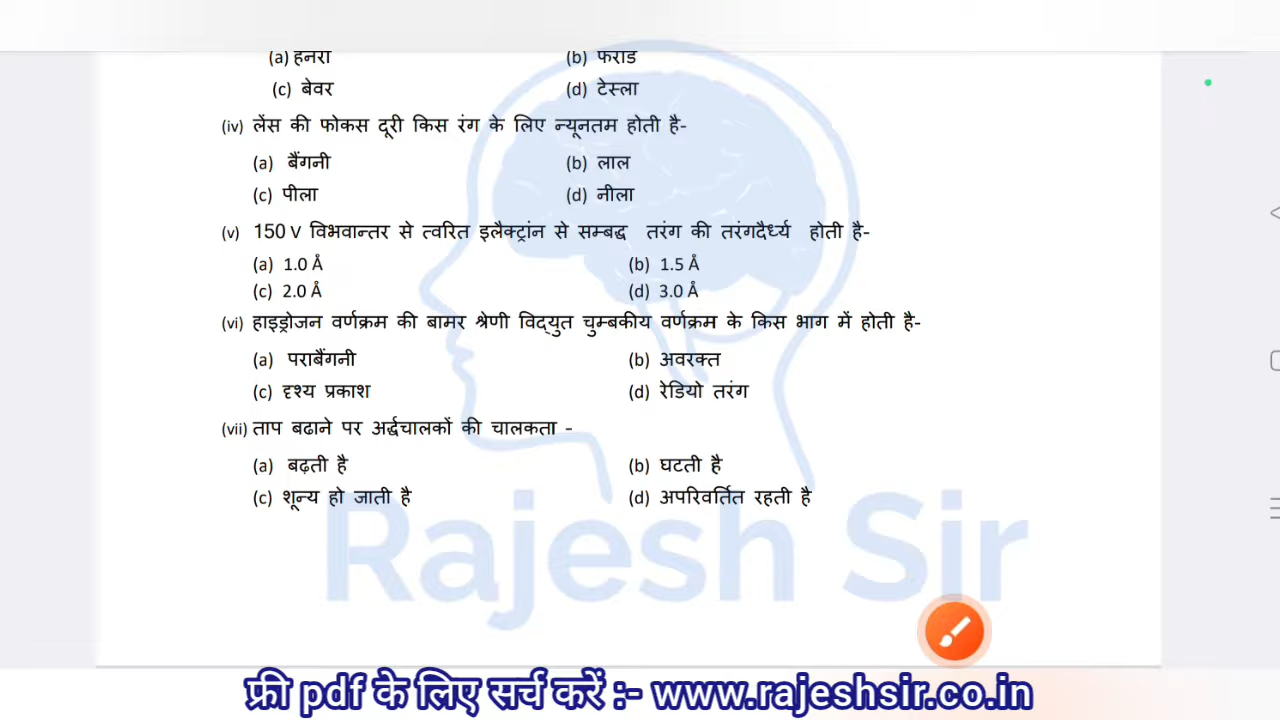 (a) हेनरी (b) फैराड
(c) बेवर (d) टेस्ला
(iv) लेंस की फोकस दूरी किस रंग के लिए न्यूनतम होती है-
(a) बैंगनी (b) लाल
(c) पीला (d) नीला
(v) 150 V विभवान्तर से त्वरित इलैक्ट्रांन से सम्बद्ध तरंग की तरंगदैर्ध्य होती है-
(a) 1.0 Å (b) 1.5 Å
(c) 2.0 Å (d) 3.0 Å
(vi) हाइड्रोजन वर्णक्रम की बामर श्रेणी विद्युत चुम्बकीय वर्णक्रम के किस भाग में होती है-
(a) पराबैंगनी (b) अवरक्त
(c) दृश्य प्रकाश (d) रेडियो तरंग
(vii) ताप बढाने पर अर्द्धचालकों की चालकता -
(a) बढ़ती है (b) घटती है
(c) शून्य हो जाती है (d) अपरिवर्तित रहती है
Rajesh Sir
फ्री pdf के लिए सर्च करें :- www.rajeshsir.co.in